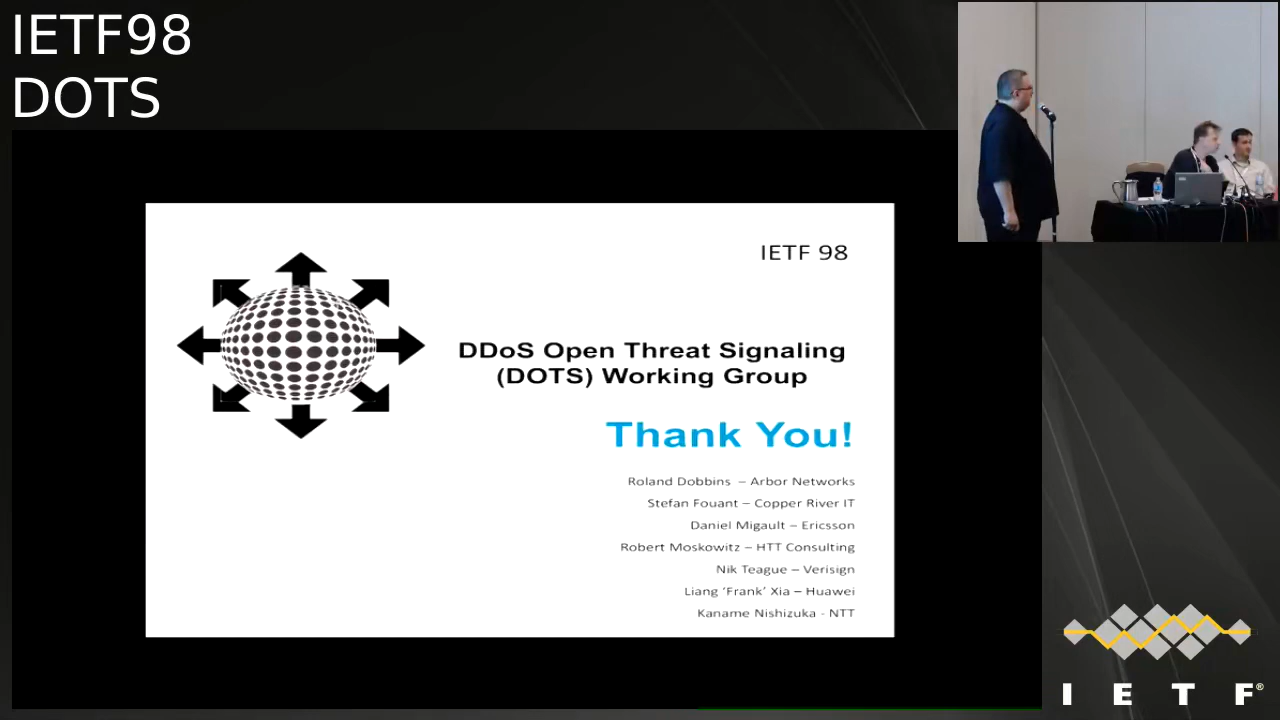 IETF98
DOTS
IETF 98
DDoS Open Threat Signaling
(DOTS) Working Group
Thank You!
Roland Dobbins – Arbor Networks
Stefan Fouant – Copper River IT
Daniel Migault – Ericsson
Robert Moskowitz – HTT Consulting
Nik Teague – Verisign
Liang ‘Frank’ Xia – Huawei
Kaname Nishizuka - NTT
I E T F®